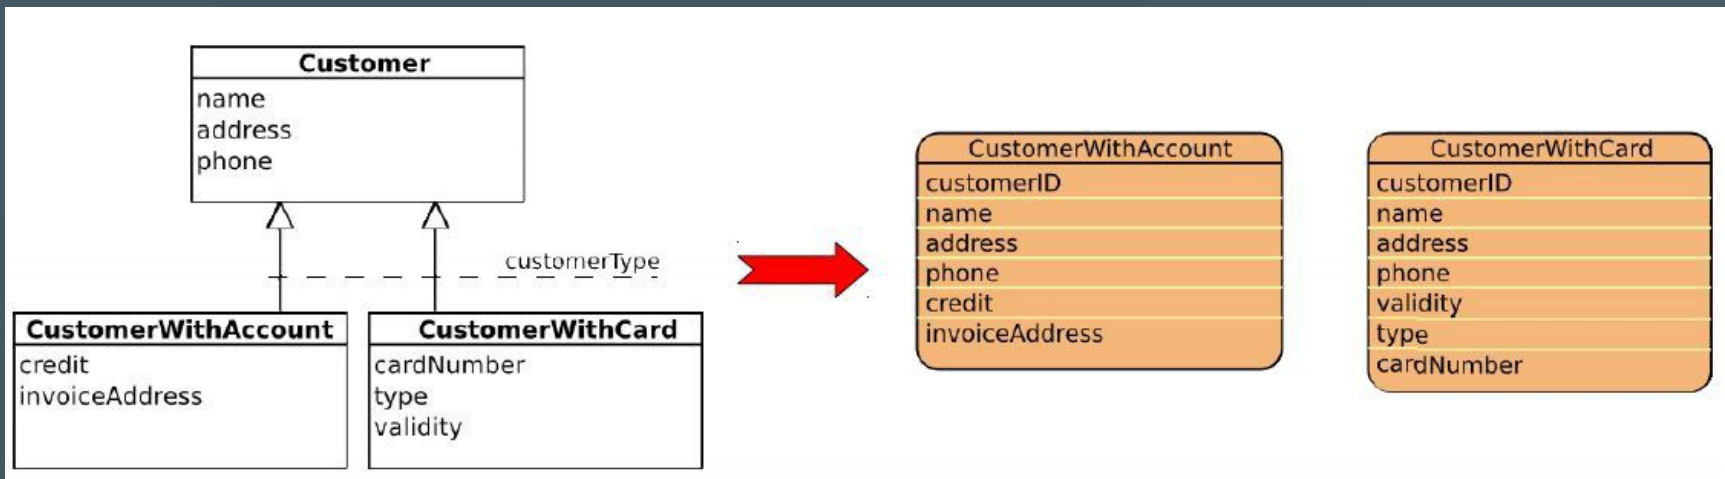 Customer
name
address
phone
customerType
CustomerWithAccount
credit
invoiceAddress
CustomerWithCard
cardNumber
type
validity
CustomerWithAccount
customerID
name
address
phone
credit
invoiceAddress
CustomerWithCard
customerID
name
address
phone
validity
type
cardNumber